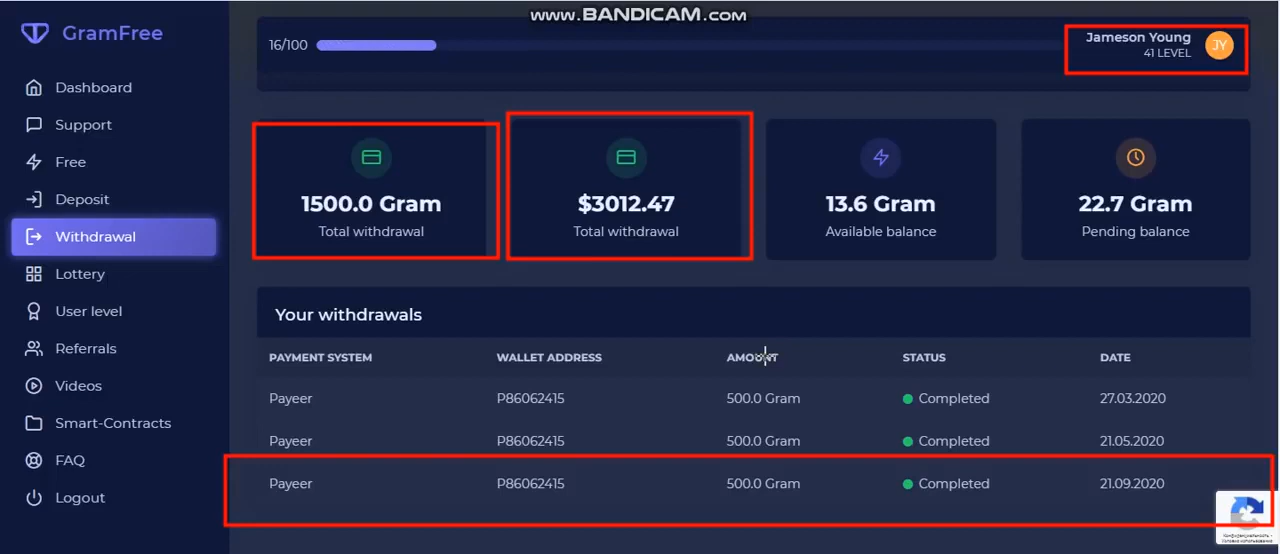 www.BANDICAM.com
GramFree
16/100
Jameson Young
41 LEVEL
JY
Dashboard
Support
Free
Deposit
Withdrawal
Lottery
User level
Referrals
Videos
Smart-Contracts
FAQ
Logout
1500.0 Gram
Total withdrawal
$3012.47
Total withdrawal
13.6 Gram
Available balance
22.7 Gram
Pending balance
Your withdrawals
PAYMENT SYSTEM WALLET ADDRESS AMOUNT STATUS DATE
Payeer P86062415 500.0 Gram Completed 27.03.2020
Payeer P86062415 500.0 Gram Completed 21.05.2020
Payeer P86062415 500.0 Gram Completed 21.09.2020